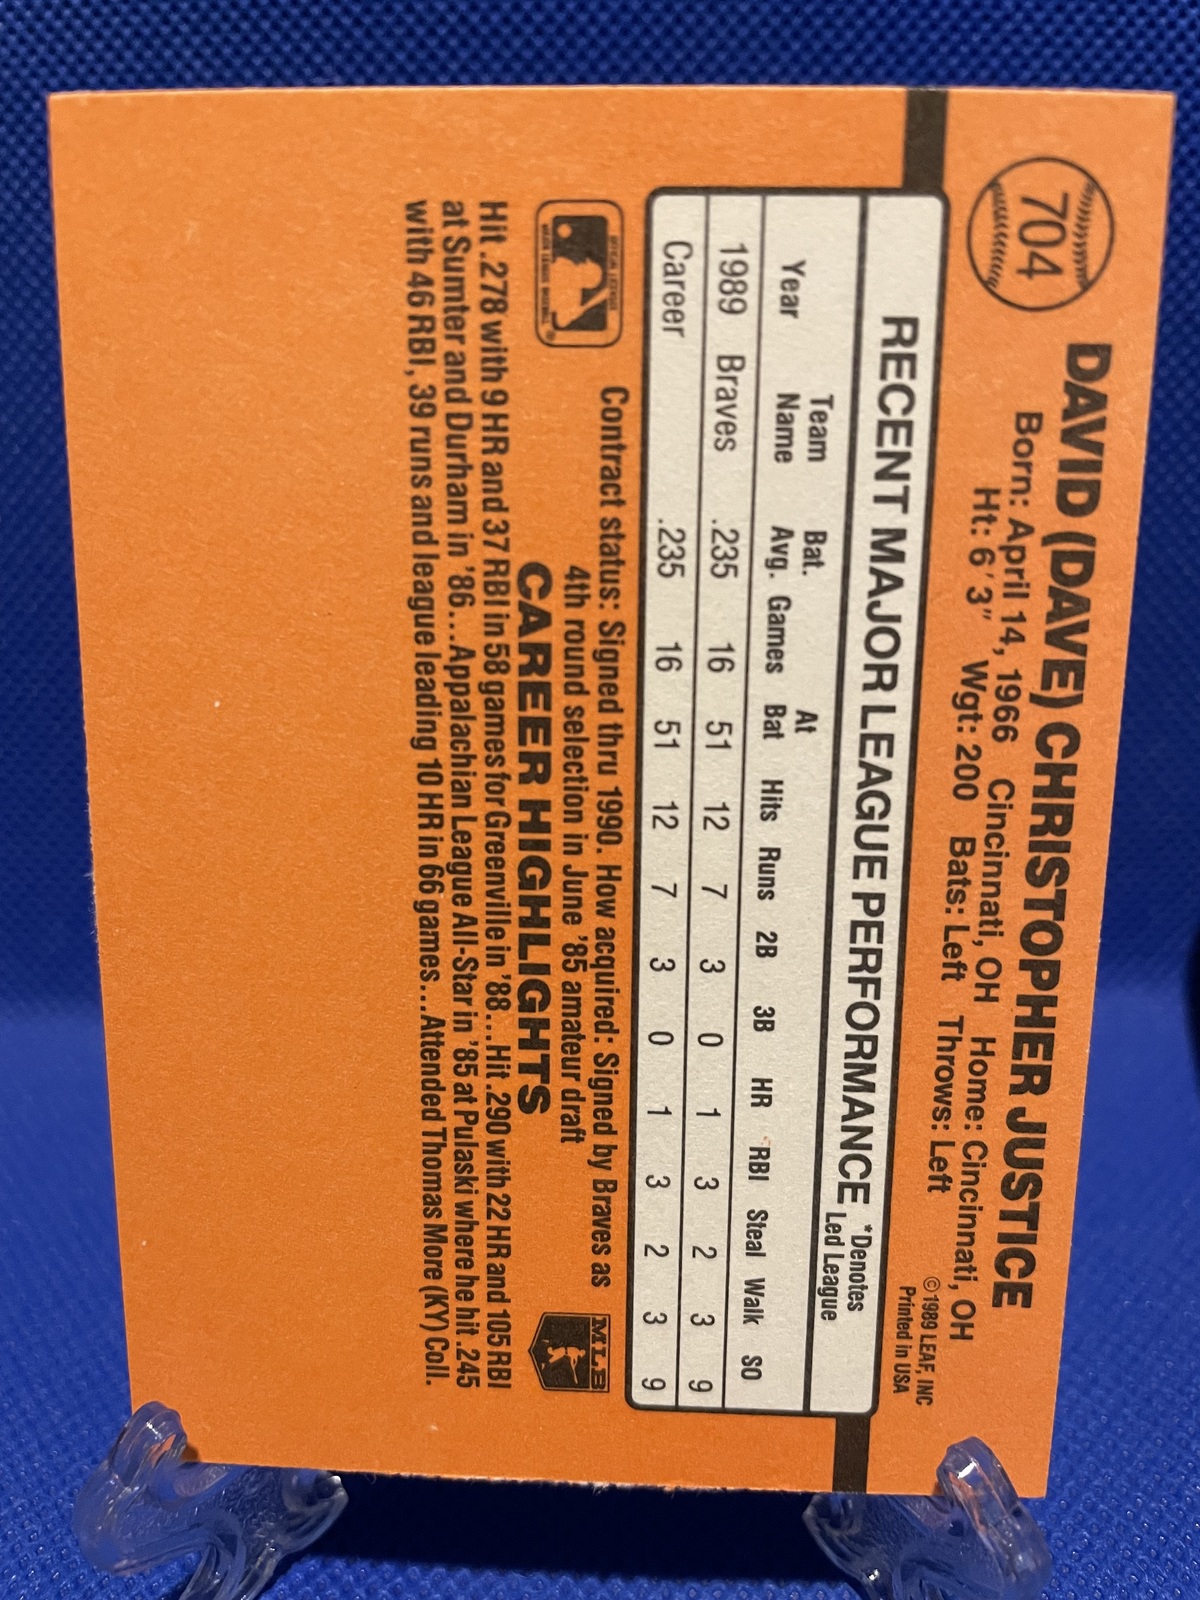 704
DAVID (DAVE) CHRISTOPHER JUSTICE
Born: April 14, 1966 Cincinnati, OH Home: Cincinnati, OH
Ht: 6'3" Wgt: 200 Bats: Left Throws: Left
© 1989 LEAF, INC
Printed in USA
RECENT MAJOR LEAGUE PERFORMANCE *Denotes Led League
Year Team Name Bat. Avg. Games At Bat Hits Runs 2B 3B HR RBI Steal Walk SO
1989 Braves .235 16 51 12 7 3 0 1 3 2 3 9
Career .235 16 51 12 7 3 0 1 3 2 3 9
Contract status: Signed thru 1990. How acquired: Signed by Braves as
4th round selection in June '85 amateur draft
MLB
CAREER HIGHLIGHTS
Hit .278 with 9 HR and 37 RBI in 58 games for Greenville in '88...Hit .290 with 22 HR and 105 RBI
at Sumter and Durham in '86...Appalachian League All-Star in '85 at Pulaski where he hit .245
with 46 RBI, 39 runs and league leading 10 HR in 66 games...Attended Thomas More (KY) Coll.